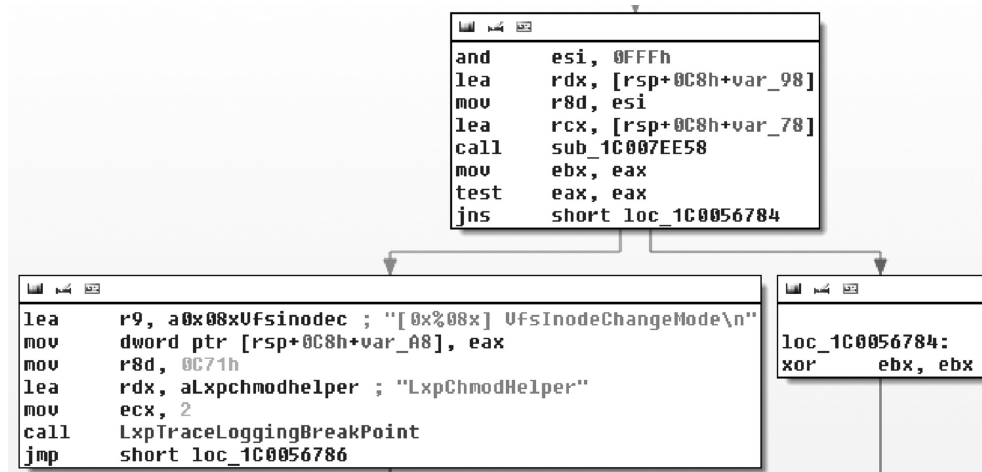 and     esi, 0FFFh
lea     rdx, [rsp+0C8h+var_98]
mov     r8d, esi
lea     rcx, [rsp+0C8h+var_78]
call    sub_1C007EE58
mov     ebx, eax
test    eax, eax
jns     short loc_1C0056784
lea     r9, a0x08xVfsinodec ; "[0x%08x] VfsInodeChangeMode\n"
mov     dword ptr [rsp+0C8h+var_A8], eax
mov     r8d, 0C71h
lea     rdx, aLxpchmodhelper ; "LxpChmodHelper"
mov     ecx, 2
call    LxpTraceLoggingBreakPoint
jmp     short loc_1C0056786
loc_1C0056784:
xor     ebx, ebx